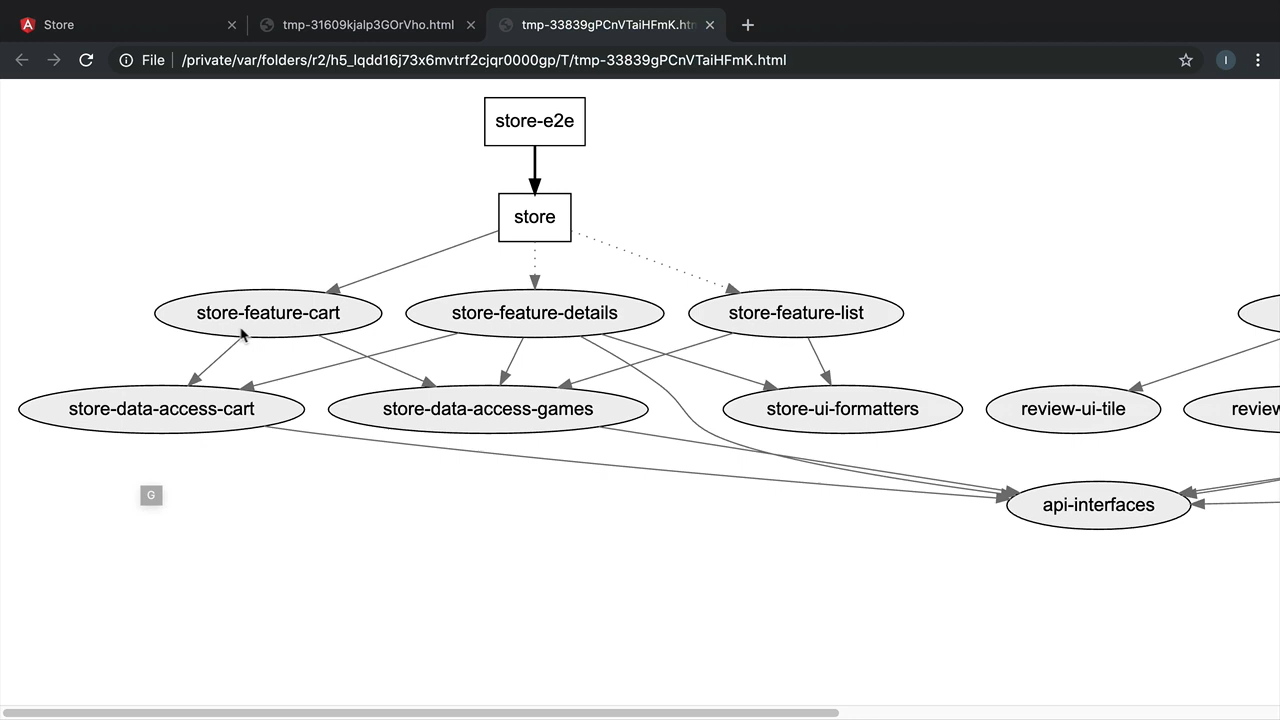 Store
tmp-31609kjalp3GOrVho.html
tmp-33839gPCnVTaiHFmK.htm
File
/private/var/folders/r2/h5_lqdd16j73x6mvtrf2cjqr0000gp/T/tmp-33839gPCnVTaiHFmK.html
I
store-e2e
store
store-feature-cart
store-feature-details
store-feature-list
store-data-access-cart
store-data-access-games
store-ui-formatters
review-ui-tile
review
G
api-interfaces